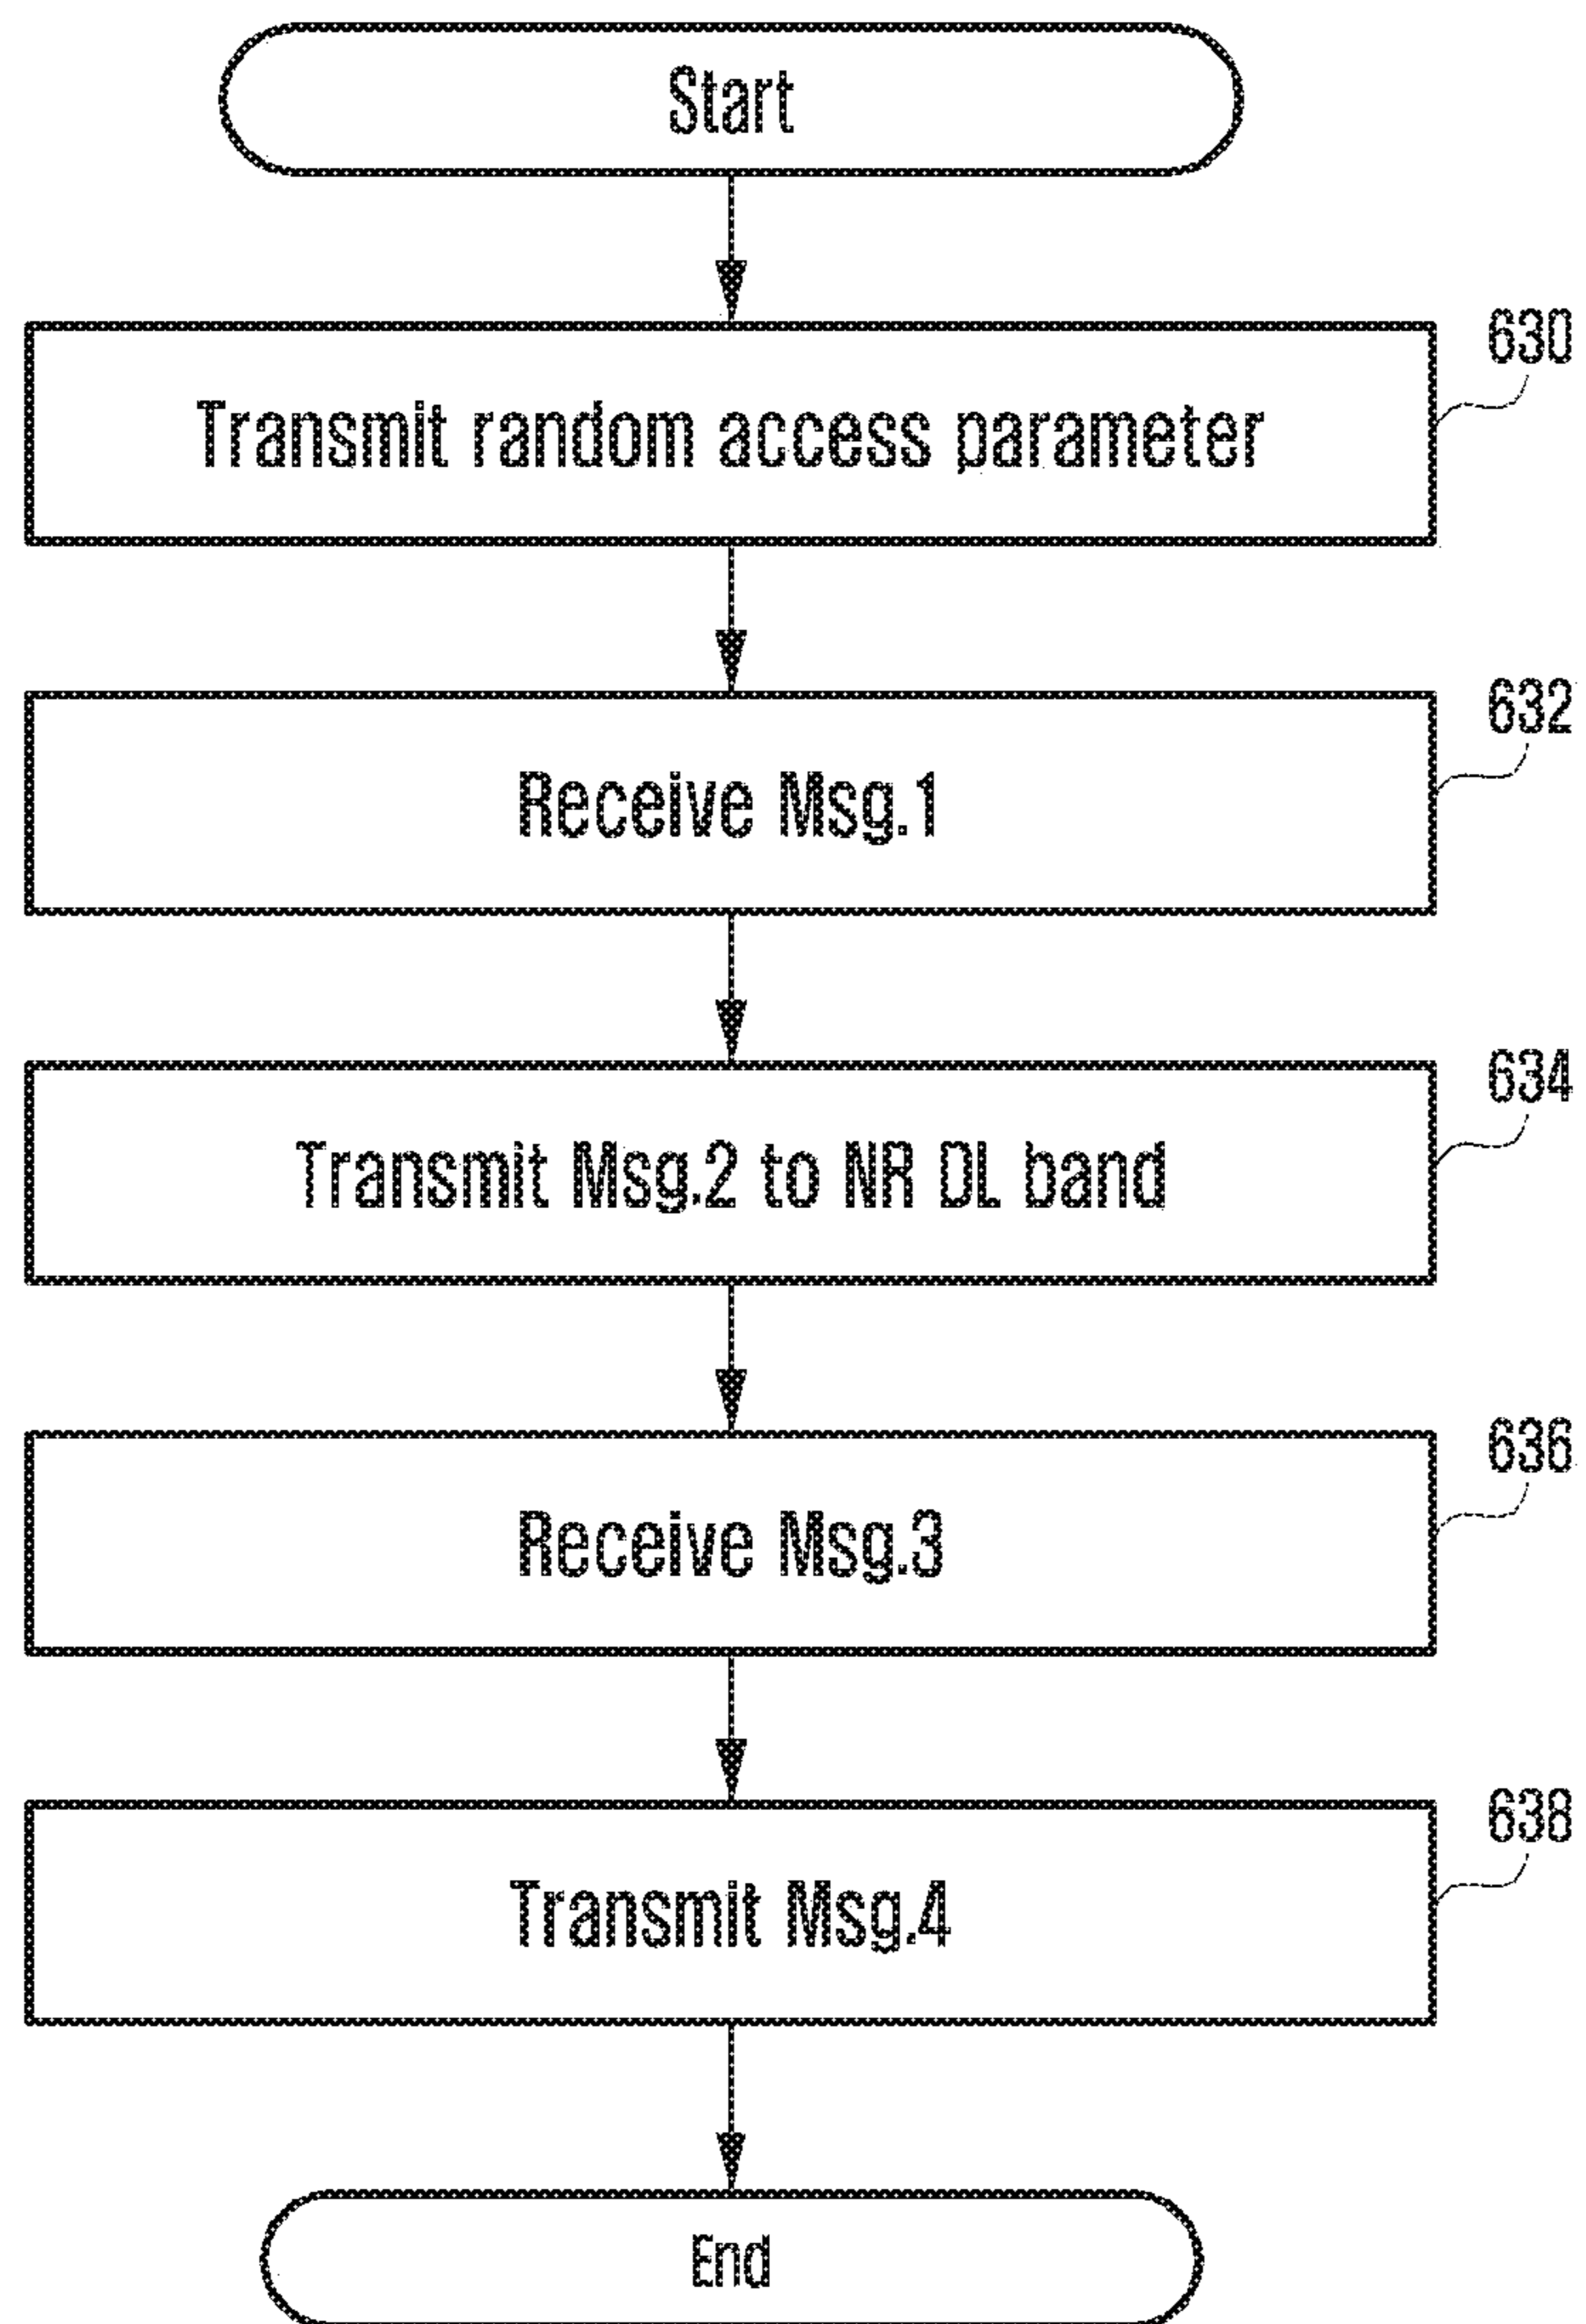 Start
630
Transmit random access parameter
632
Receive Msg.1
634
Transmit Msg.2 to NR DL band
636
Receive Msg.3
638
Transmit Msg.4
End